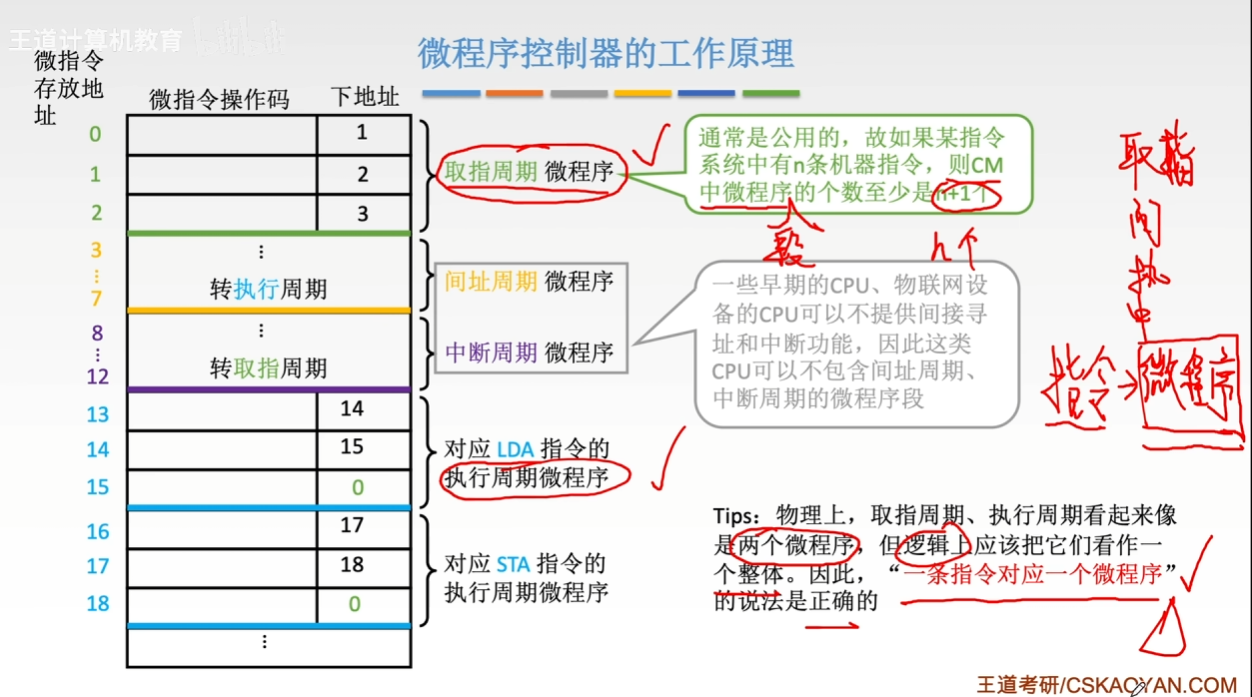 王道计算机教育
微程序控制器的工作原理
微指令
存放地
址
微指令操作码
下地址
0
1
1
2
2
3
取指周期 微程序
通常是公用的，故如果某指令
系统中有n条机器指令，则CM
中微程序的个数至少是n+1个
段
n个
3
⋮
7
⋮
转执行周期
间址周期 微程序
8
⋮
12
⋮
转取指周期
中断周期 微程序
一些早期的CPU、物联网设
备的CPU可以不提供间接寻
址和中断功能，因此这类
CPU可以不包含间址周期、
中断周期的微程序段
13
14
14
15
15
0
对应 LDA 指令的
执行周期微程序
16
17
17
18
18
0
对应 STA 指令的
执行周期微程序
⋮
Tips：物理上，取指周期、执行周期看起来像
是两个微程序，但逻辑上应该把它们看作一
个整体。因此，“一条指令对应一个微程序”
的说法是正确的
取指
间
执
中
指令→微程序
王道考研/CSKAOYAN.COM